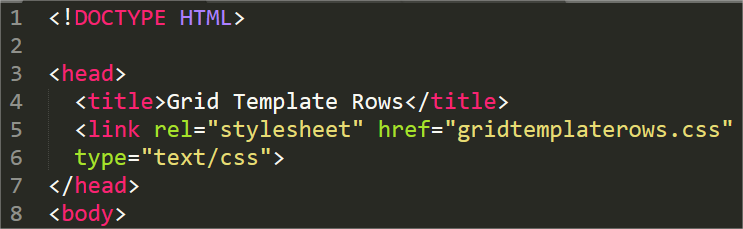 1 <!DOCTYPE HTML>
2
3 <head>
4 <title>Grid Template Rows</title>
5 <link rel="stylesheet" href="gridtemplaterows.css"
6 type="text/css">
7 </head>
8 <body>